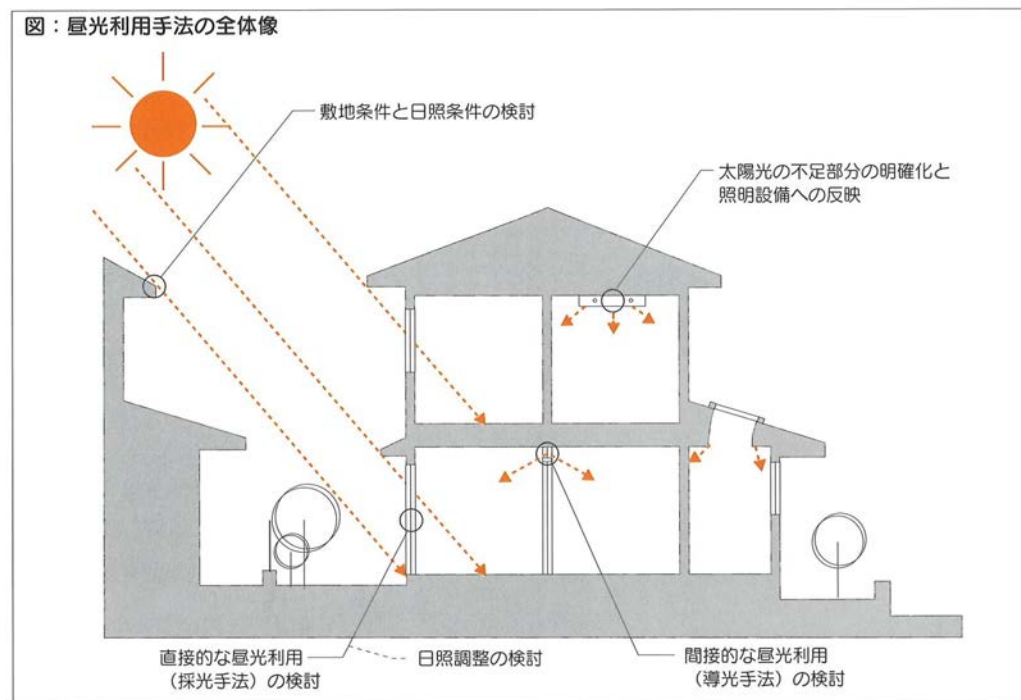 図：昼光利用手法の全体像
敷地条件と日照条件の検討
太陽光の不足部分の明確化と
照明設備への反映
直接的な昼光利用
（採光手法）の検討
日照調整の検討
間接的な昼光利用
（導光手法）の検討